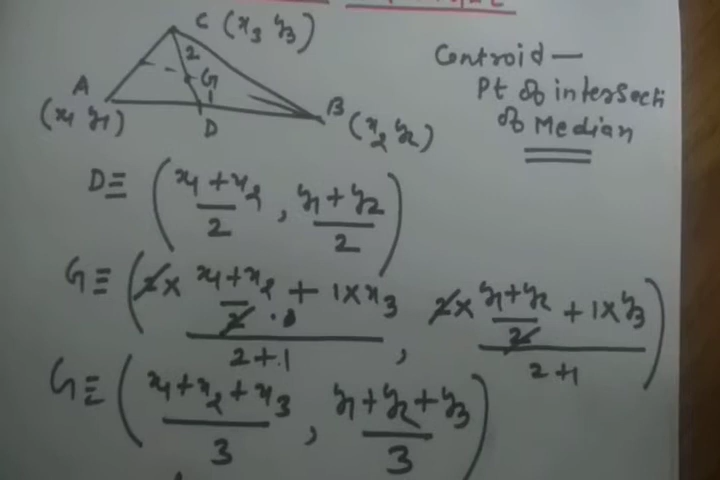 C (x₃ y₃)
2
G
1
A
(x₁ y₁)
D
B (x₂ y₂)
Centroid —
Pt of intersecti
of Median
D ≡ ( (x₁ + x₂)/2 , (y₁ + y₂)/2 )
G ≡ ( (2 × (x₁ + x₂)/2 + 1 × x₃)/(2 + 1) , (2 × (y₁ + y₂)/2 + 1 × y₃)/(2 + 1) )
G ≡ ( (x₁ + x₂ + x₃)/3 , (y₁ + y₂ + y₃)/3 )